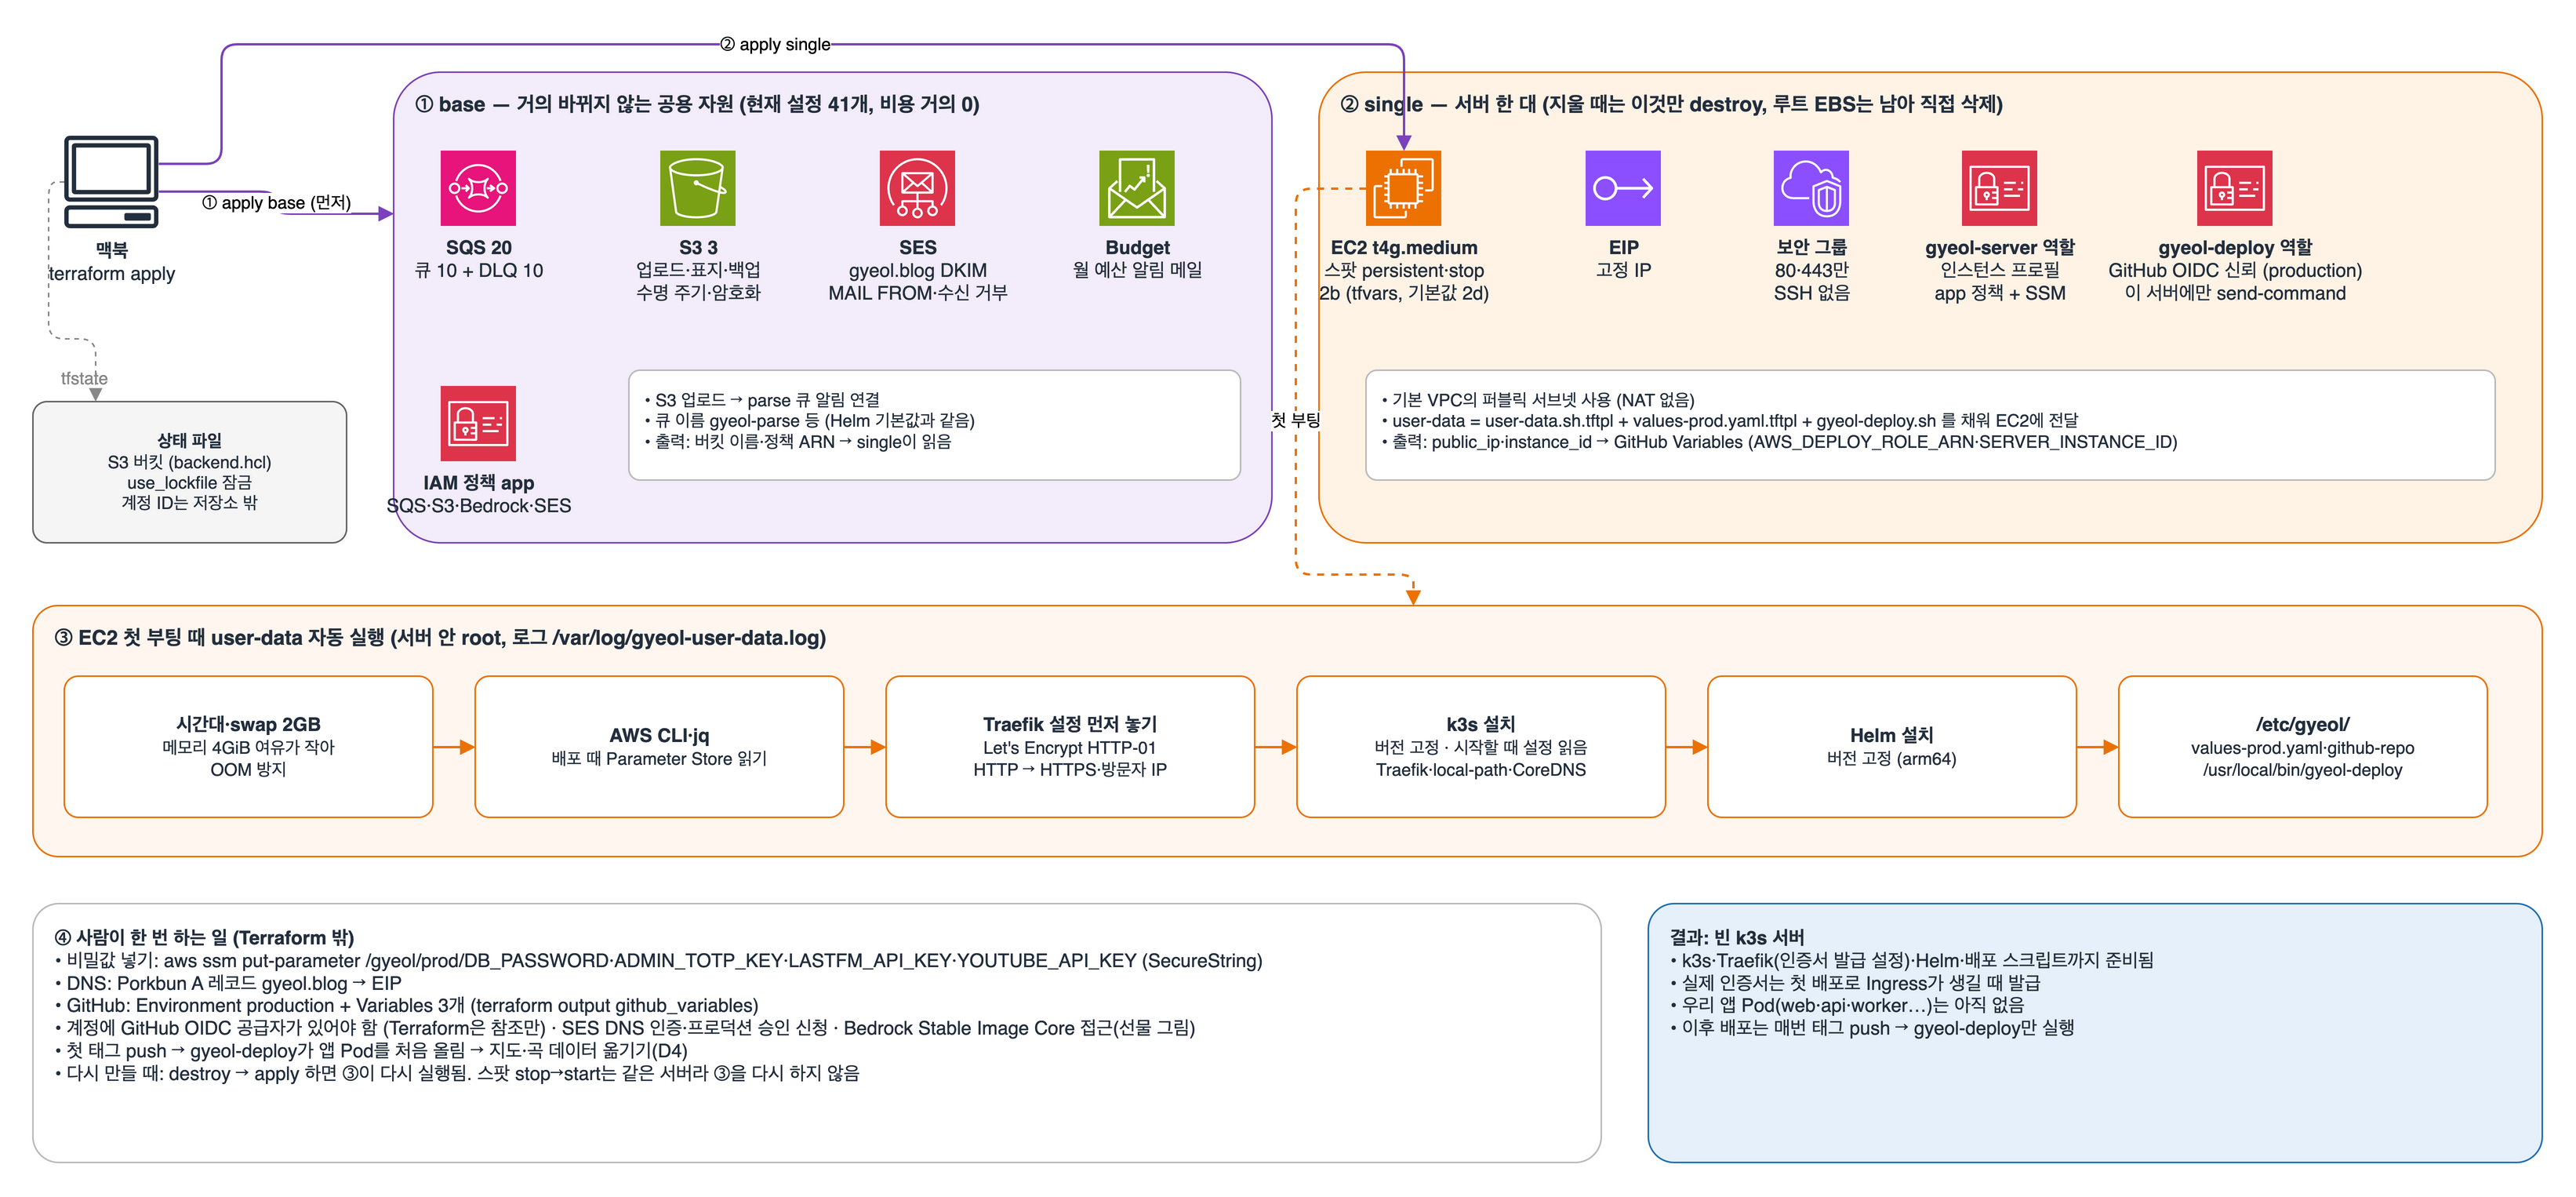 ② apply single
① base — 거의 바뀌지 않는 공용 자원 (현재 설정 41개, 비용 거의 0)
② single — 서버 한 대 (지울 때는 이것만 destroy, 루트 EBS는 남아 직접 삭제)
① apply base (먼저)
맥북
terraform apply
tfstate
상태 파일
S3 버킷 (backend.hcl)
use_lockfile 잠금
계정 ID는 저장소 밖
SQS 20
큐 10 + DLQ 10
S3 3
업로드·표지·백업
수명 주기·암호화
SES
gyeol.blog DKIM
MAIL FROM·수신 거부
Budget
월 예산 알림 메일
IAM 정책 app
SQS·S3·Bedrock·SES
• S3 업로드 → parse 큐 알림 연결
• 큐 이름 gyeol-parse 등 (Helm 기본값과 같음)
• 출력: 버킷 이름·정책 ARN → single이 읽음
첫 부팅
EC2 t4g.medium
스팟 persistent·stop
2b (tfvars, 기본값 2d)
EIP
고정 IP
보안 그룹
80·443만
SSH 없음
gyeol-server 역할
인스턴스 프로필
app 정책 + SSM
gyeol-deploy 역할
GitHub OIDC 신뢰 (production)
이 서버에만 send-command
• 기본 VPC의 퍼블릭 서브넷 사용 (NAT 없음)
• user-data = user-data.sh.tftpl + values-prod.yaml.tftpl + gyeol-deploy.sh 를 채워 EC2에 전달
• 출력: public_ip·instance_id → GitHub Variables (AWS_DEPLOY_ROLE_ARN·SERVER_INSTANCE_ID)
③ EC2 첫 부팅 때 user-data 자동 실행 (서버 안 root, 로그 /var/log/gyeol-user-data.log)
시간대·swap 2GB
메모리 4GiB 여유가 작아
OOM 방지
AWS CLI·jq
배포 때 Parameter Store 읽기
Traefik 설정 먼저 놓기
Let's Encrypt HTTP-01
HTTP → HTTPS·방문자 IP
k3s 설치
버전 고정 · 시작할 때 설정 읽음
Traefik·local-path·CoreDNS
Helm 설치
버전 고정 (arm64)
/etc/gyeol/
values-prod.yaml·github-repo
/usr/local/bin/gyeol-deploy
④ 사람이 한 번 하는 일 (Terraform 밖)
• 비밀값 넣기: aws ssm put-parameter /gyeol/prod/DB_PASSWORD·ADMIN_TOTP_KEY·LASTFM_API_KEY·YOUTUBE_API_KEY (SecureString)
• DNS: Porkbun A 레코드 gyeol.blog → EIP
• GitHub: Environment production + Variables 3개 (terraform output github_variables)
• 계정에 GitHub OIDC 공급자가 있어야 함 (Terraform은 참조만) · SES DNS 인증·프로덕션 승인 신청 · Bedrock Stable Image Core 접근(선물 그림)
• 첫 태그 push → gyeol-deploy가 앱 Pod를 처음 올림 → 지도·곡 데이터 옮기기(D4)
• 다시 만들 때: destroy → apply 하면 ③이 다시 실행됨. 스팟 stop→start는 같은 서버라 ③을 다시 하지 않음
결과: 빈 k3s 서버
• k3s·Traefik(인증서 발급 설정)·Helm·배포 스크립트까지 준비됨
• 실제 인증서는 첫 배포로 Ingress가 생길 때 발급
• 우리 앱 Pod(web·api·worker…)는 아직 없음
• 이후 배포는 매번 태그 push → gyeol-deploy만 실행